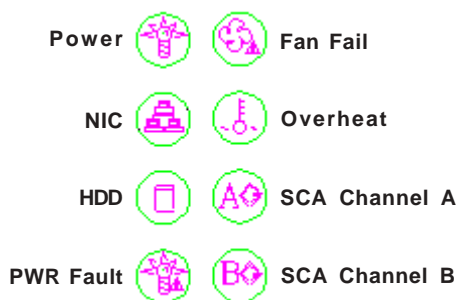 Power Fan Fail
NIC Overheat
HDD A SCA Channel A
PWR Fault B SCA Channel B